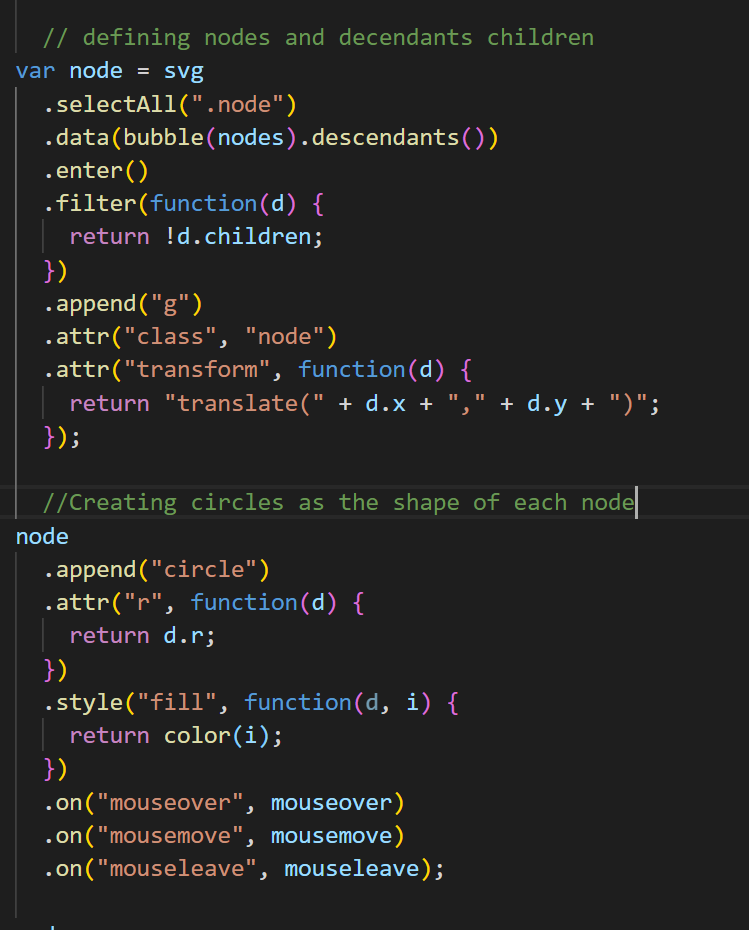 // defining nodes and decendants children
var node = svg
.selectAll(".node")
.data(bubble(nodes).descendants())
.enter()
.filter(function(d) {
return !d.children;
})
.append("g")
.attr("class", "node")
.attr("transform", function(d) {
return "translate(" + d.x + "," + d.y + ")";
});
//Creating circles as the shape of each node
node
.append("circle")
.attr("r", function(d) {
return d.r;
})
.style("fill", function(d, i) {
return color(i);
})
.on("mouseover", mouseover)
.on("mousemove", mousemove)
.on("mouseleave", mouseleave);